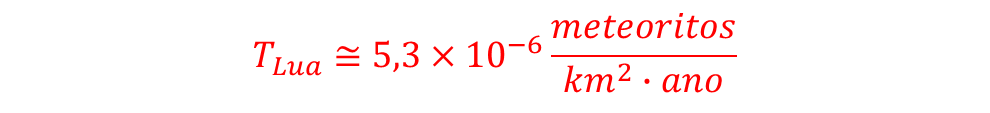 T_Lua ≅ 5,3 × 10⁻⁶ meteoritos / km² · ano